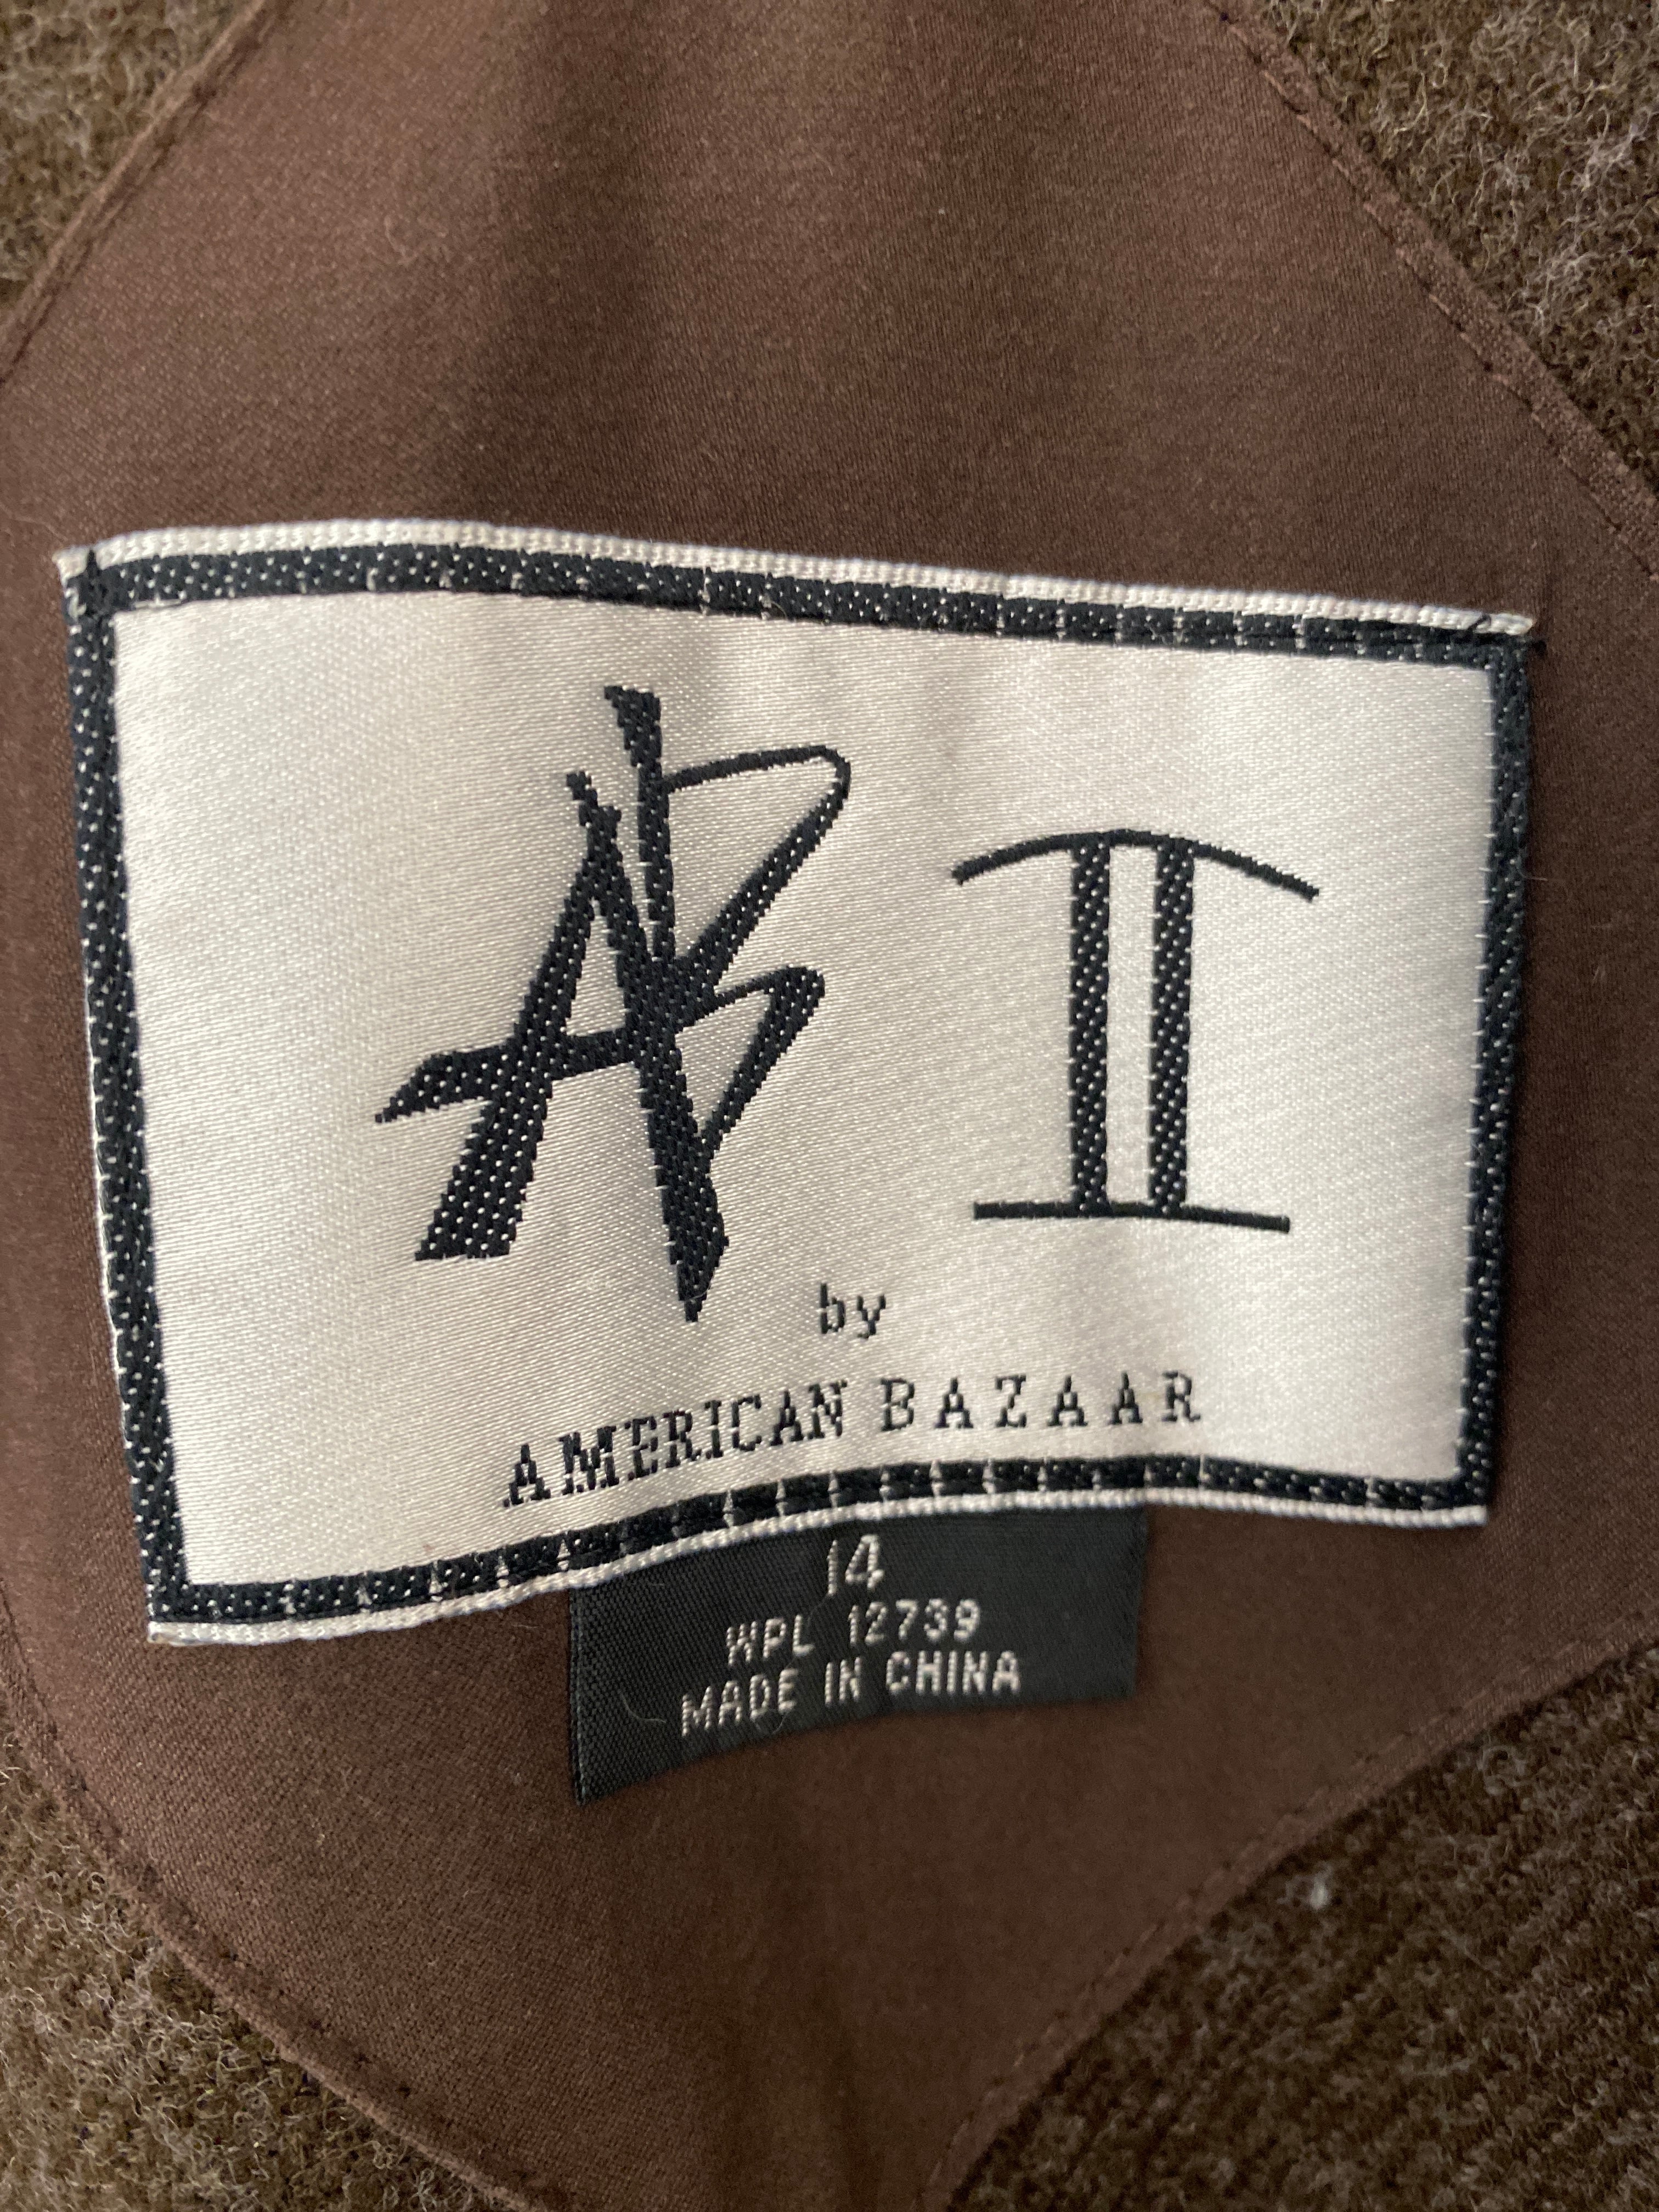 AB II
by
AMERICAN BAZAAR
14
WPL 12739
MADE IN CHINA